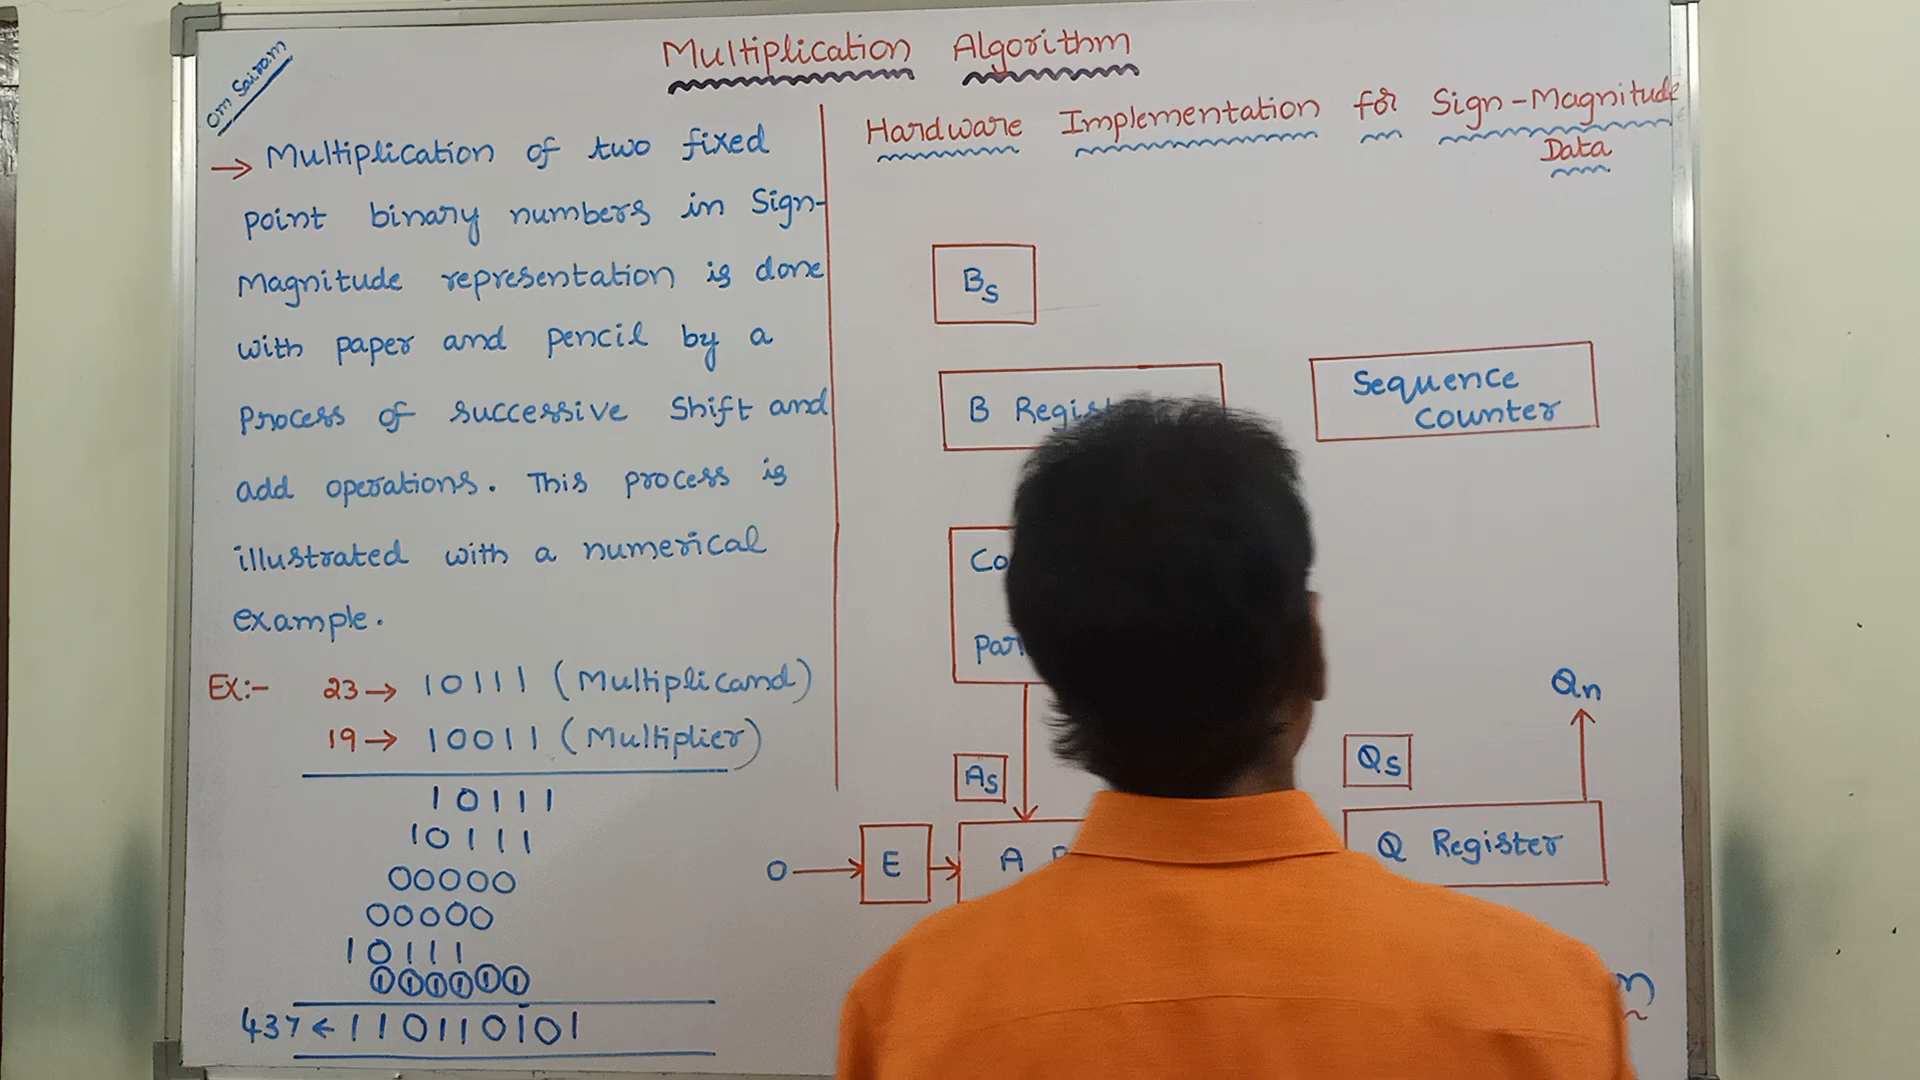 Om Sairam
Multiplication Algorithm
→ Multiplication of two fixed
point binary numbers in Sign-
Magnitude representation is done
with paper and pencil by a
Process of successive Shift and
add operations. This process is
illustrated with a numerical
example.
Ex:- 23 → 10111 (Multiplicand)
19 → 10011 (Multiplier)
10111
10111
00000
00000
10111
111111
437 ← 110110101
Hardware Implementation for Sign-Magnitude
Data
Bs
B
Sequence
Counter
Qn
As
Qs
0
E
A
Q Register